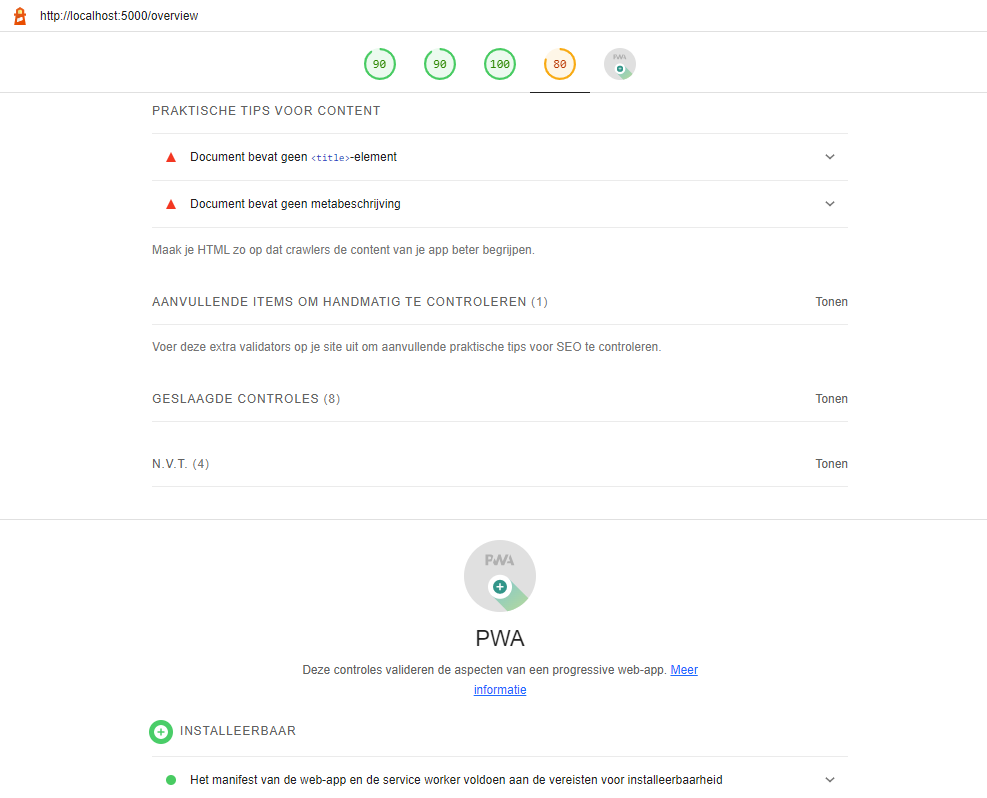 http://localhost:5000/overview
90 90 100 80 PWA
PRAKTISCHE TIPS VOOR CONTENT
Document bevat geen <title>-element
Document bevat geen metabeschrijving
Maak je HTML zo op dat crawlers de content van je app beter begrijpen.
AANVULLENDE ITEMS OM HANDMATIG TE CONTROLEREN (1) Tonen
Voer deze extra validators op je site uit om aanvullende praktische tips voor SEO te controleren.
GESLAAGDE CONTROLES (8) Tonen
N.V.T. (4) Tonen
PWA
PWA
Deze controles valideren de aspecten van een progressive web-app. Meer
informatie
INSTALLEERBAAR
Het manifest van de web-app en de service worker voldoen aan de vereisten voor installeerbaarheid